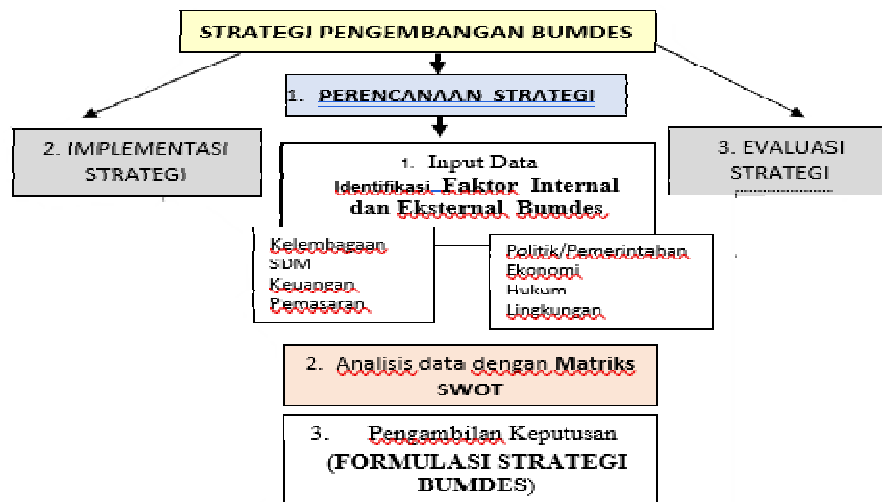 STRATEGI PENGEMBANGAN BUMDES
1. PERENCANAAN STRATEGI
2. IMPLEMENTASI
STRATEGI
3. EVALUASI
STRATEGI
1. Input Data
Identifikasi Faktor Internal
dan Eksternal Bumdes
Kelembagaan
SDM
Keuangan
Pemasaran
Politik/Pemerintahan
Ekonomi
Hukum
Lingkungan
2. Analisis data dengan Matriks
SWOT
3. Pengambilan Keputusan
(FORMULASI STRATEGI
BUMDES)